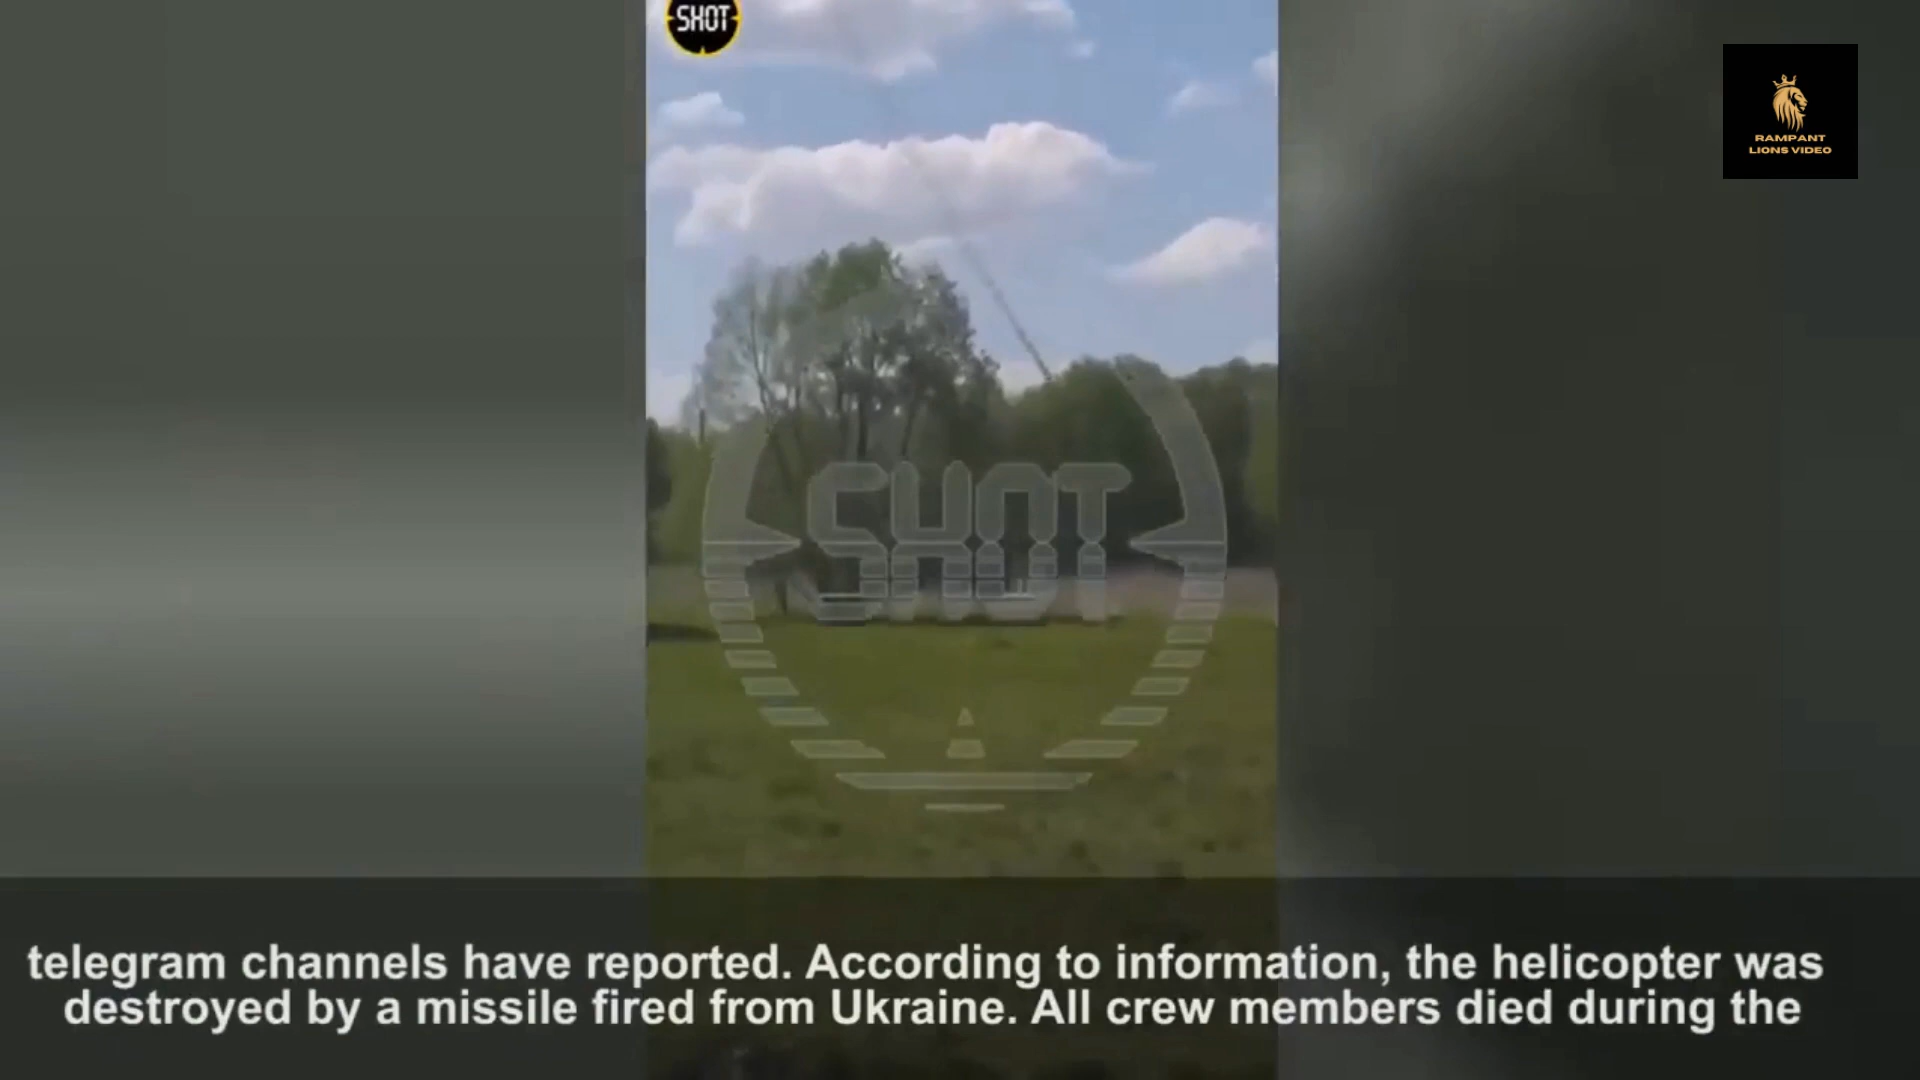 SHOT
RAMPANT
LIONS VIDEO
SHOT
telegram channels have reported. According to information, the helicopter was
destroyed by a missile fired from Ukraine. All crew members died during the